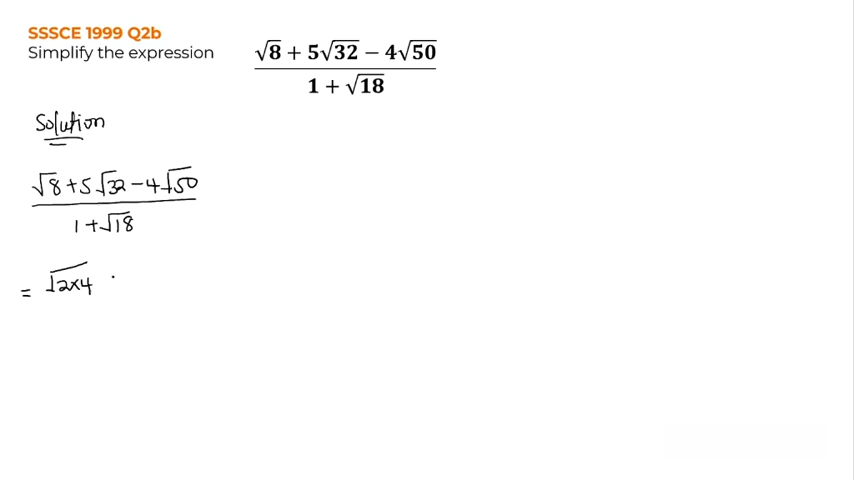 SSSCE 1999 Q2b
Simplify the expression
√8 + 5√32 − 4√50
1 + √18
Solution
√8 + 5√32 − 4√50
1 + √18
= √2×4